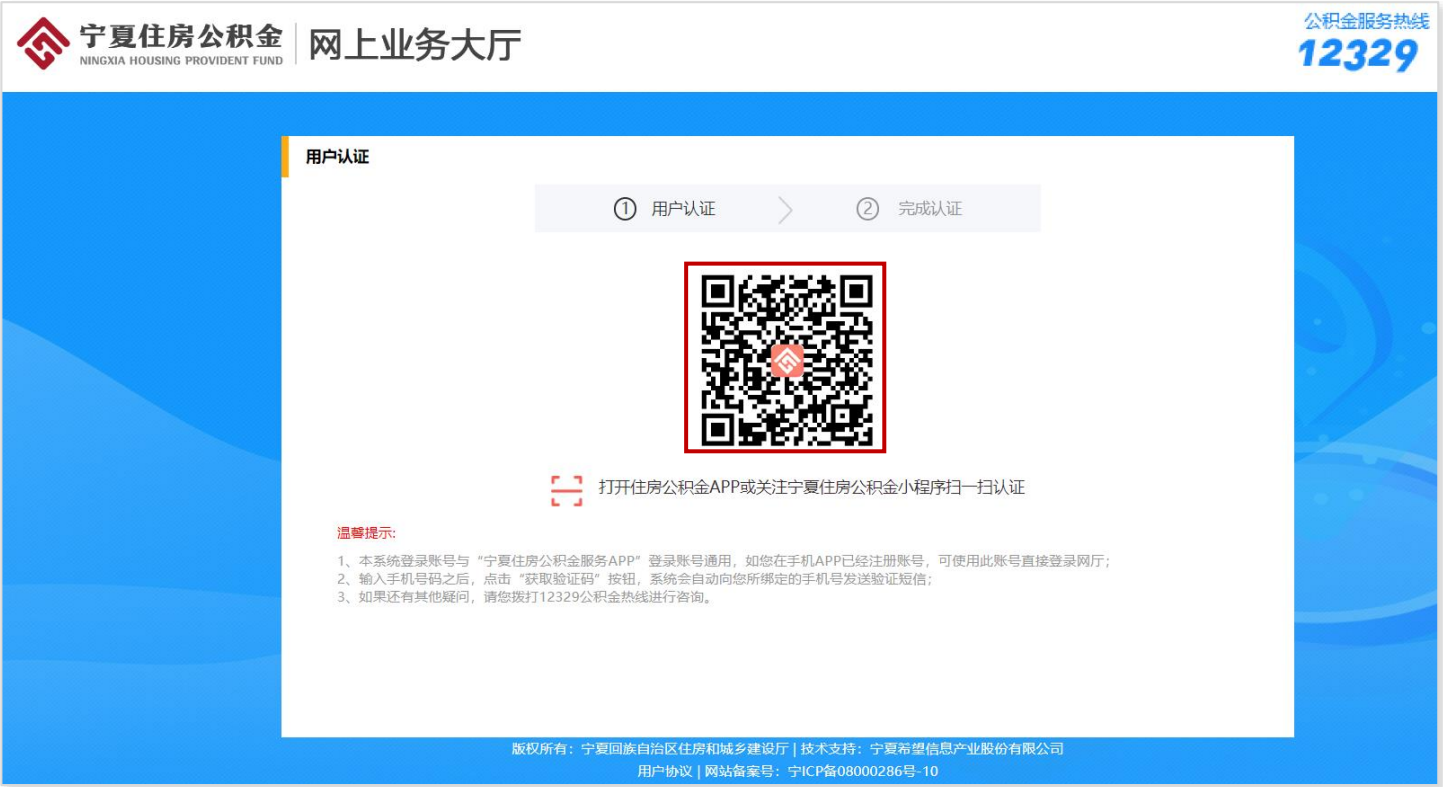 宁夏住房公积金
NINGXIA HOUSING PROVIDENT FUND
网上业务大厅
公积金服务热线
12329
用户认证
① 用户认证
② 完成认证
打开住房公积金APP或关注宁夏住房公积金小程序扫一扫认证
温馨提示:
1、本系统登录账号与“宁夏住房公积金服务APP”登录账号通用，如您在手机APP已经注册账号，可使用此账号直接登录网厅；
2、输入手机号码之后，点击“获取验证码”按钮，系统会自动向您所绑定的手机号发送验证短信；
3、如果还有其他疑问，请您拨打12329公积金热线进行咨询。
版权所有：宁夏回族自治区住房和城乡建设厅 | 技术支持：宁夏希望信息产业股份有限公司
用户协议 | 网站备案号：宁ICP备08000286号-10